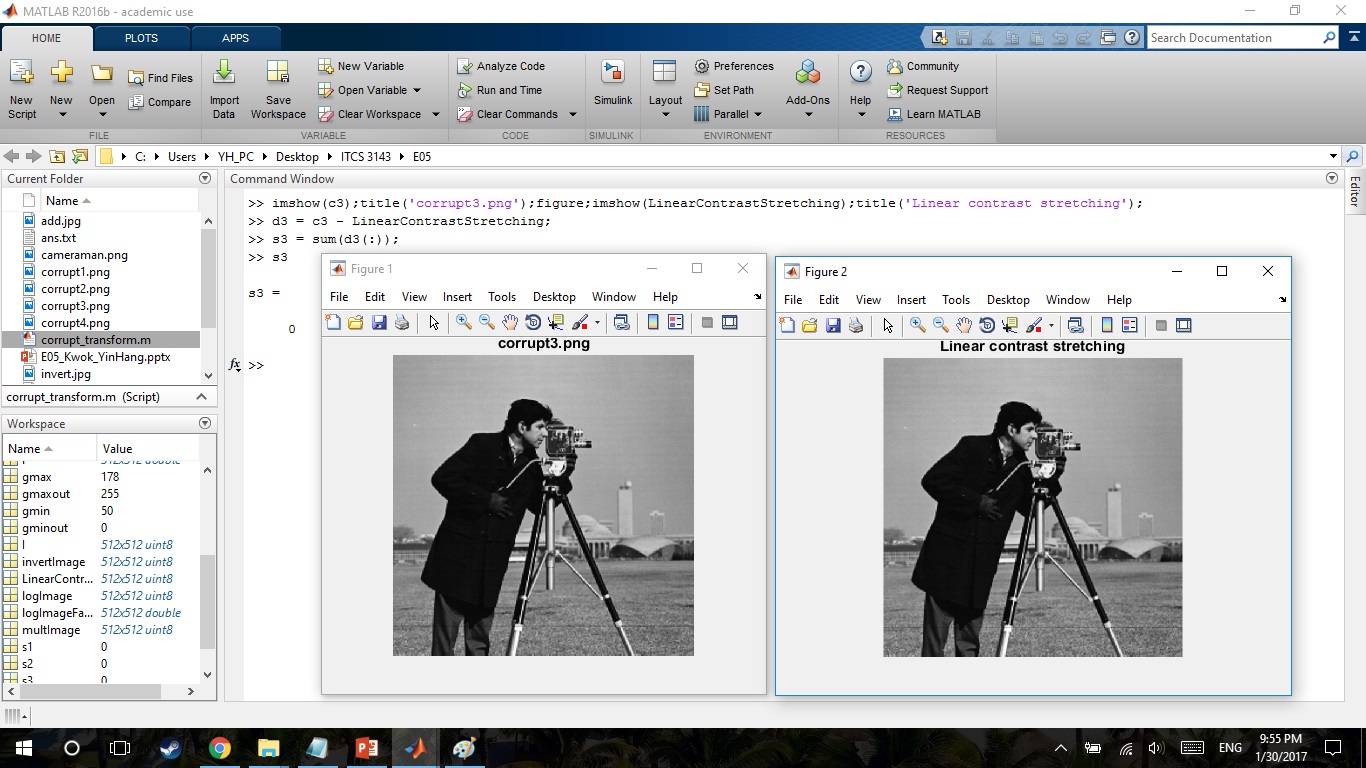 MATLAB R2016b - academic use
HOME
PLOTS
APPS
Search Documentation
New Script
New
Open
Find Files
Compare
Import Data
Save Workspace
New Variable
Open Variable
Clear Workspace
Analyze Code
Run and Time
Clear Commands
Simulink
Layout
Preferences
Set Path
Parallel
Add-Ons
Help
Community
Request Support
Learn MATLAB
FILE
VARIABLE
CODE
SIMULINK
ENVIRONMENT
RESOURCES
C: Users YH_PC Desktop ITCS 3143 E05
Current Folder
Name
add.jpg
ans.txt
cameraman.png
corrupt1.png
corrupt2.png
corrupt3.png
corrupt4.png
corrupt_transform.m
E05_Kwok_YinHang.pptx
invert.jpg
corrupt_transform.m (Script)
Workspace
Name Value
512x512 double
gmax 178
gmaxout 255
gmin 50
gminout 0
I 512x512 uint8
invertImage 512x512 uint8
LinearContr... 512x512 uint8
logImage 512x512 uint8
logImageFa... 512x512 double
multImage 512x512 uint8
s1 0
s2 0
s3 0
Command Window
>> imshow(c3);title('corrupt3.png');figure;imshow(LinearContrastStretching);title('Linear contrast stretching');
>> d3 = c3 - LinearContrastStretching;
>> s3 = sum(d3(:));
>> s3
s3 =
0
fx >>
Editor
Figure 1
File Edit View Insert Tools Desktop Window Help
corrupt3.png
Figure 2
File Edit View Insert Tools Desktop Window Help
Linear contrast stretching
ENG
9:55 PM
1/30/2017